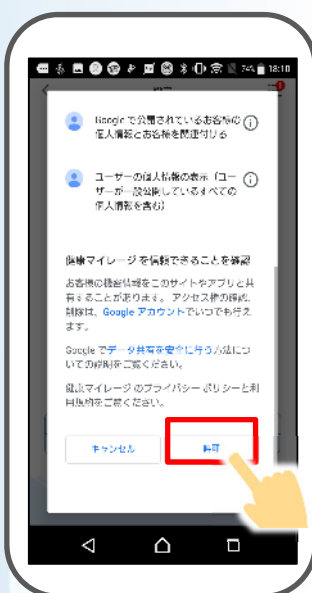 74% 18:10
Google で公開されているお客様の
個人情報とお客様を関連付ける
ユーザーの個人情報の表示（ユー
ザーが一般公開しているすべての
個人情報を含む）
健康マイレージ を信頼できることを確認
お客様の機密情報をこのサイトやアプリと共
有することがあります。 アクセス権の確認、
削除は、Google アカウントでいつでも行え
ます。
Google でデータ共有を安全に行う方法につ
いての説明をご覧ください。
健康マイレージ のプライバシー ポリシーと利
用規約をご覧ください。
キャンセル
許可